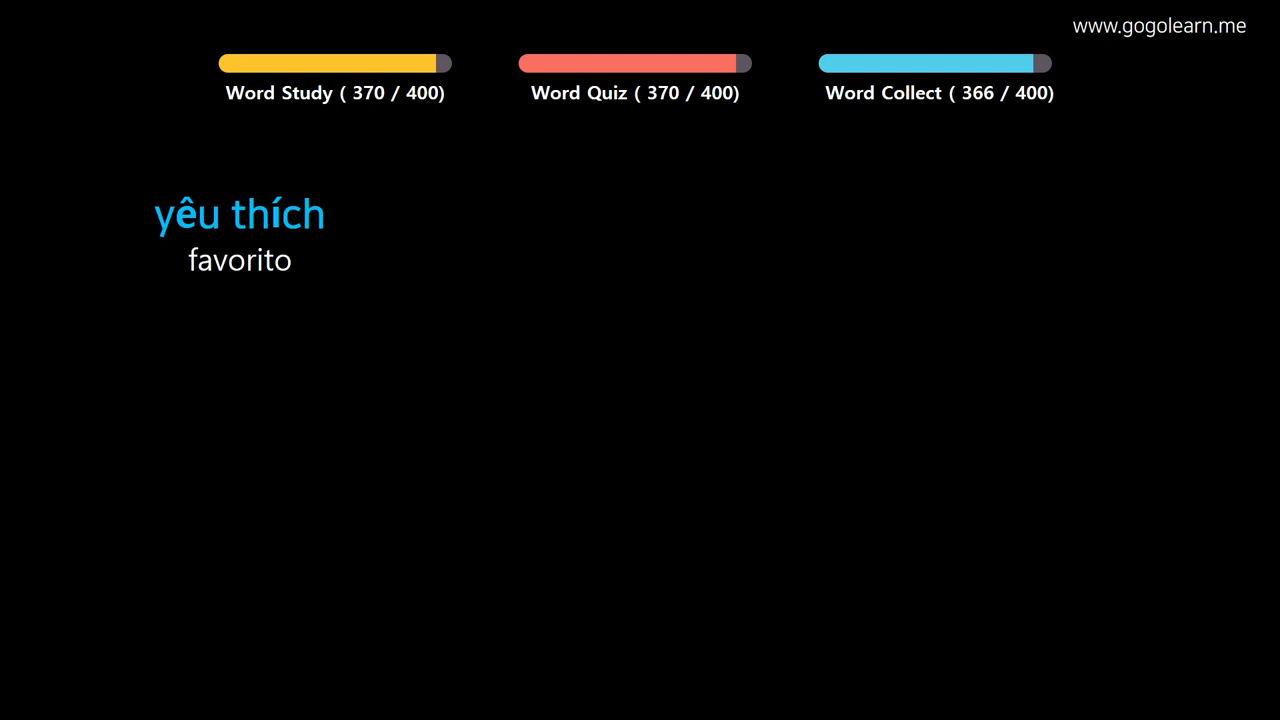 www.gogolearn.me
Word Study ( 370 / 400)
Word Quiz ( 370 / 400)
Word Collect ( 366 / 400)
yêu thích
favorito